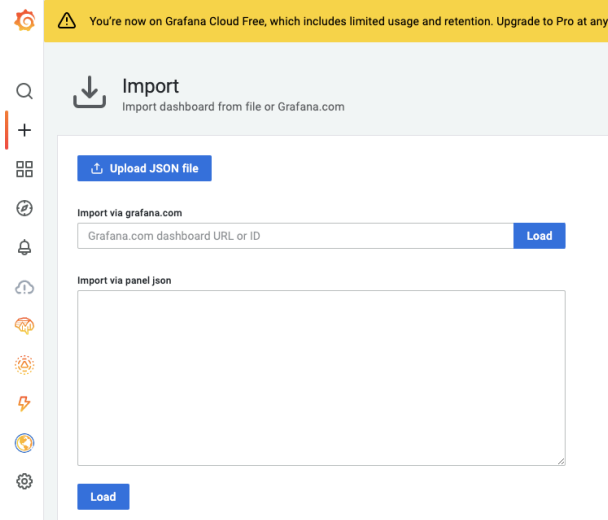 You're now on Grafana Cloud Free, which includes limited usage and retention. Upgrade to Pro at any
Import
Import dashboard from file or Grafana.com
Upload JSON file
Import via grafana.com
Grafana.com dashboard URL or ID
Load
Import via panel json
Load